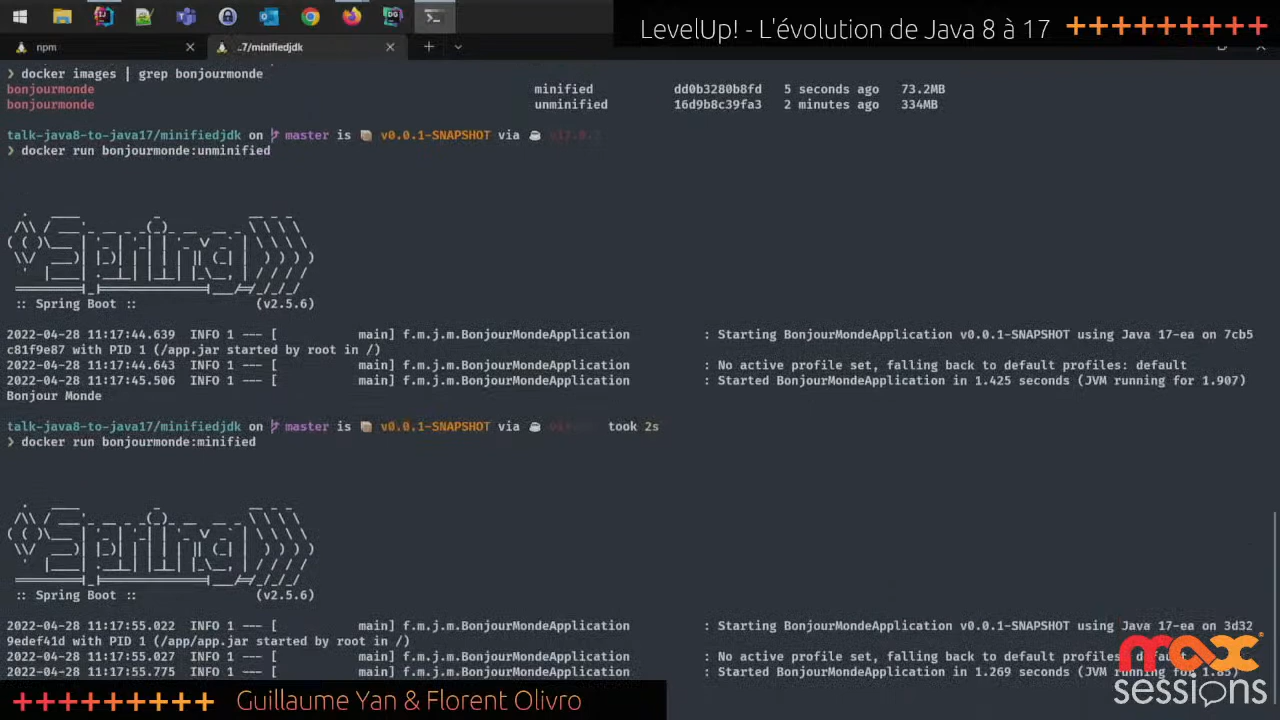 LevelUp! - L'évolution de Java 8 à 17 +++++++++
npm
..7/minifiedjdk
❯ docker images | grep bonjourmonde
bonjourmonde minified dd0b3280b8fd 5 seconds ago 73.2MB
bonjourmonde unminified 16d9b8c39fa3 2 minutes ago 334MB
talk-java8-to-java17/minifiedjdk on master is v0.0.1-SNAPSHOT via
❯ docker run bonjourmonde:unminified
Spring
:: Spring Boot :: (v2.5.6)
2022-04-28 11:17:44.639 INFO 1 --- [ main] f.m.j.m.BonjourMondeApplication : Starting BonjourMondeApplication v0.0.1-SNAPSHOT using Java 17-ea on 7cb5
c81f9e87 with PID 1 (/app.jar started by root in /)
2022-04-28 11:17:44.643 INFO 1 --- [ main] f.m.j.m.BonjourMondeApplication : No active profile set, falling back to default profiles: default
2022-04-28 11:17:45.506 INFO 1 --- [ main] f.m.j.m.BonjourMondeApplication : Started BonjourMondeApplication in 1.425 seconds (JVM running for 1.907)
Bonjour Monde
talk-java8-to-java17/minifiedjdk on master is v0.0.1-SNAPSHOT via took 2s
❯ docker run bonjourmonde:minified
Spring
:: Spring Boot :: (v2.5.6)
2022-04-28 11:17:55.022 INFO 1 --- [ main] f.m.j.m.BonjourMondeApplication : Starting BonjourMondeApplication v0.0.1-SNAPSHOT using Java 17-ea on 3d32
9edef41d with PID 1 (/app/app.jar started by root in /)
2022-04-28 11:17:55.027 INFO 1 --- [ main] f.m.j.m.BonjourMondeApplication : No active profile set, falling back to default profiles:
2022-04-28 11:17:55.775 INFO 1 --- [ main] f.m.j.m.BonjourMondeApplication : Started BonjourMondeApplication in 1.269 seconds (JVM running for 1.85)
max
sessions
+++++++++ Guillaume Yan & Florent Olivro